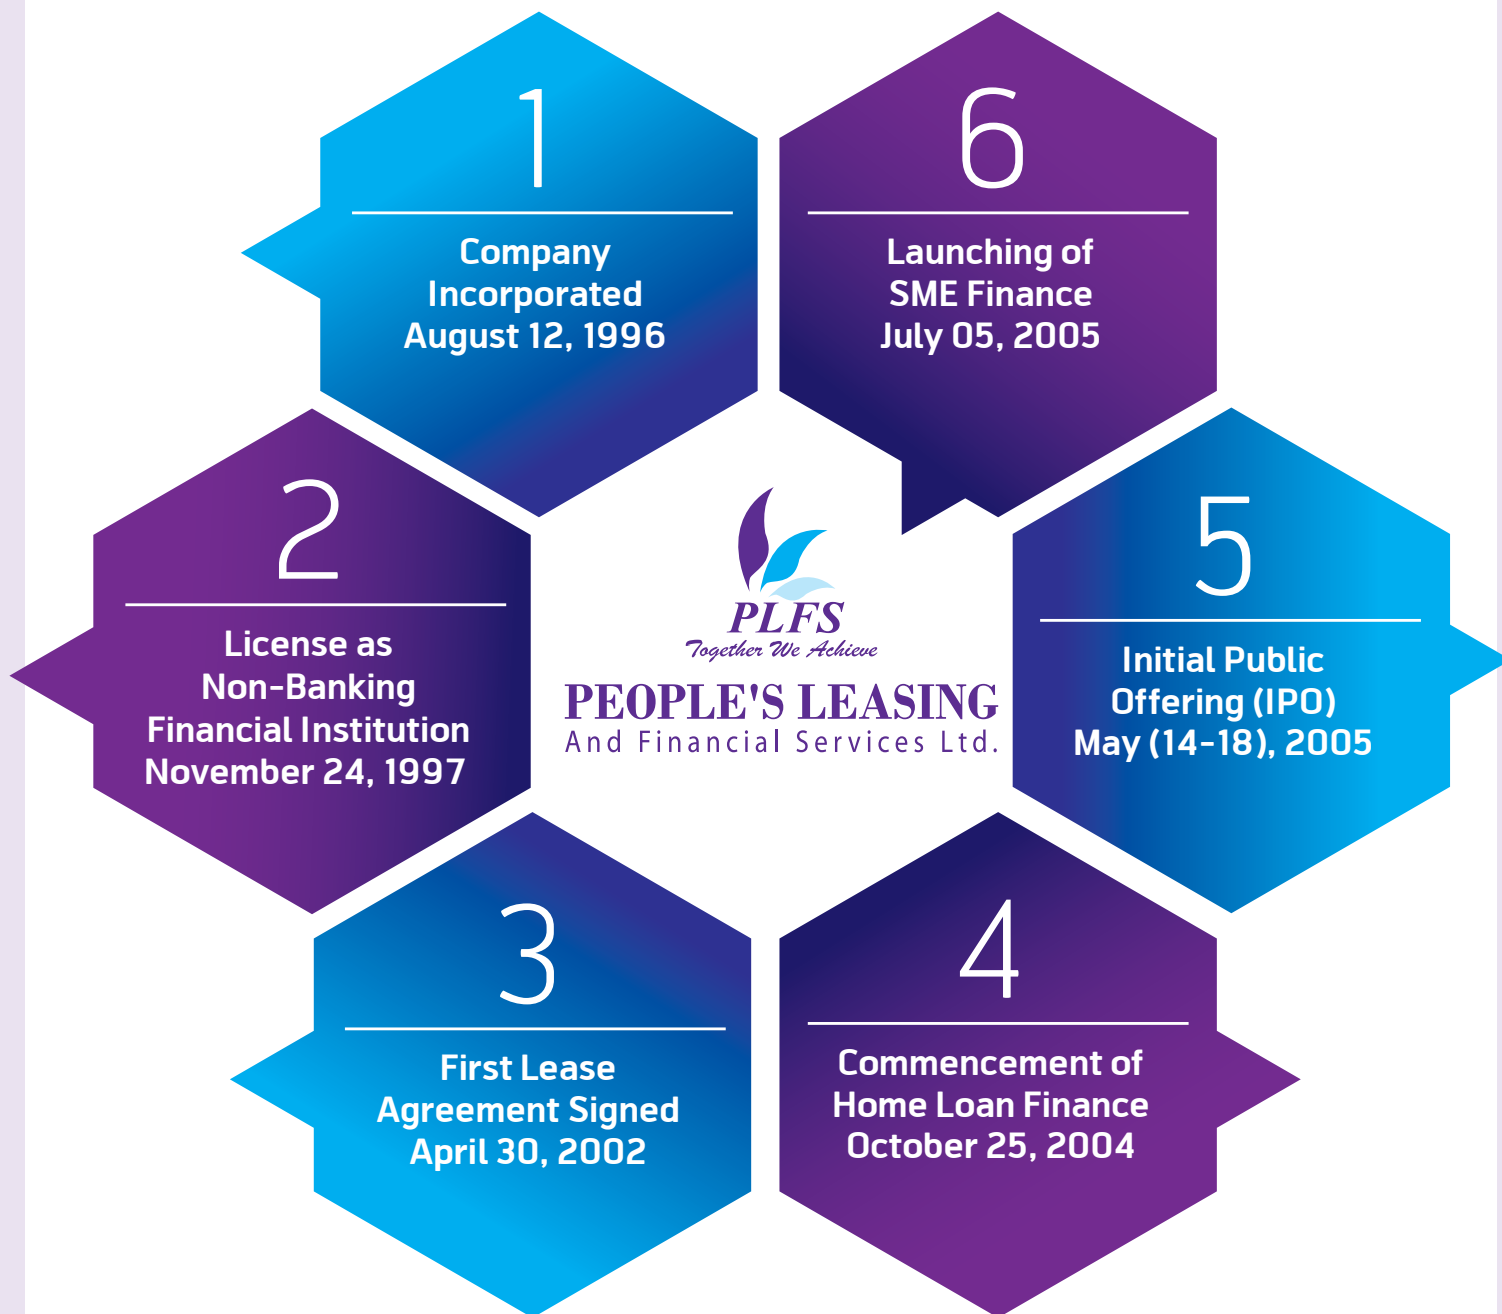 1
Company
Incorporated
August 12, 1996
6
Launching of
SME Finance
July 05, 2005
2
License as
Non-Banking
Financial Institution
November 24, 1997
PLFS
Together We Achieve
PEOPLE'S LEASING
And Financial Services Ltd.
5
Initial Public
Offering (IPO)
May (14-18), 2005
3
First Lease
Agreement Signed
April 30, 2002
4
Commencement of
Home Loan Finance
October 25, 2004